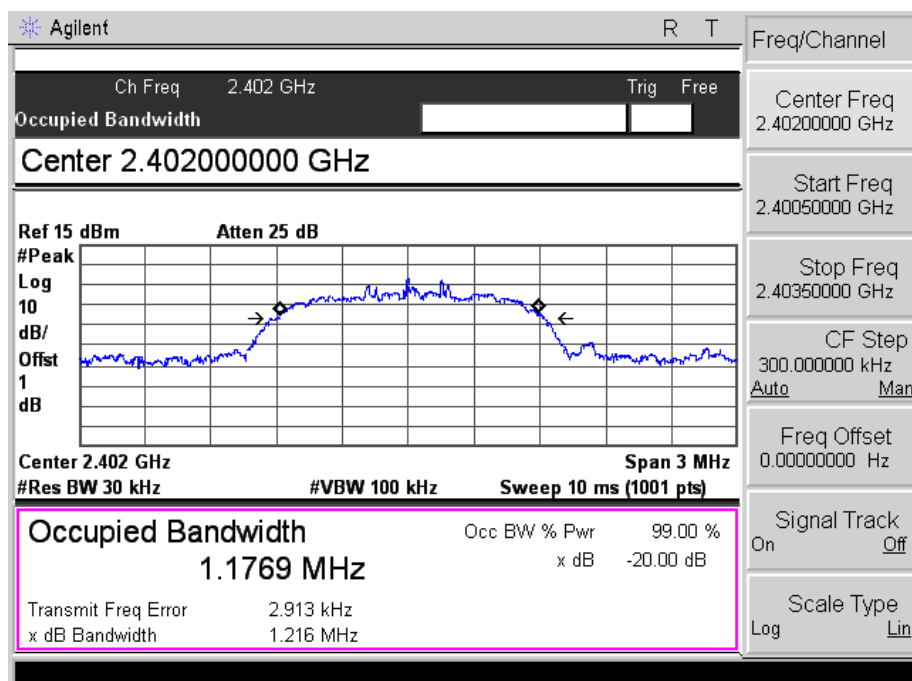 Agilent R T
Ch Freq 2.402 GHz Trig Free
Occupied Bandwidth
Center 2.402000000 GHz
Ref 15 dBm Atten 25 dB
#Peak
Log
10
dB/
Offst
1
dB
Center 2.402 GHz Span 3 MHz
#Res BW 30 kHz #VBW 100 kHz Sweep 10 ms (1001 pts)
Occupied Bandwidth
1.1769 MHz
Occ BW % Pwr 99.00 %
x dB -20.00 dB
Transmit Freq Error 2.913 kHz
x dB Bandwidth 1.216 MHz
Freq/Channel
Center Freq
2.40200000 GHz
Start Freq
2.40050000 GHz
Stop Freq
2.40350000 GHz
CF Step
300.000000 kHz
Auto Man
Freq Offset
0.00000000 Hz
Signal Track
On Off
Scale Type
Log Lin